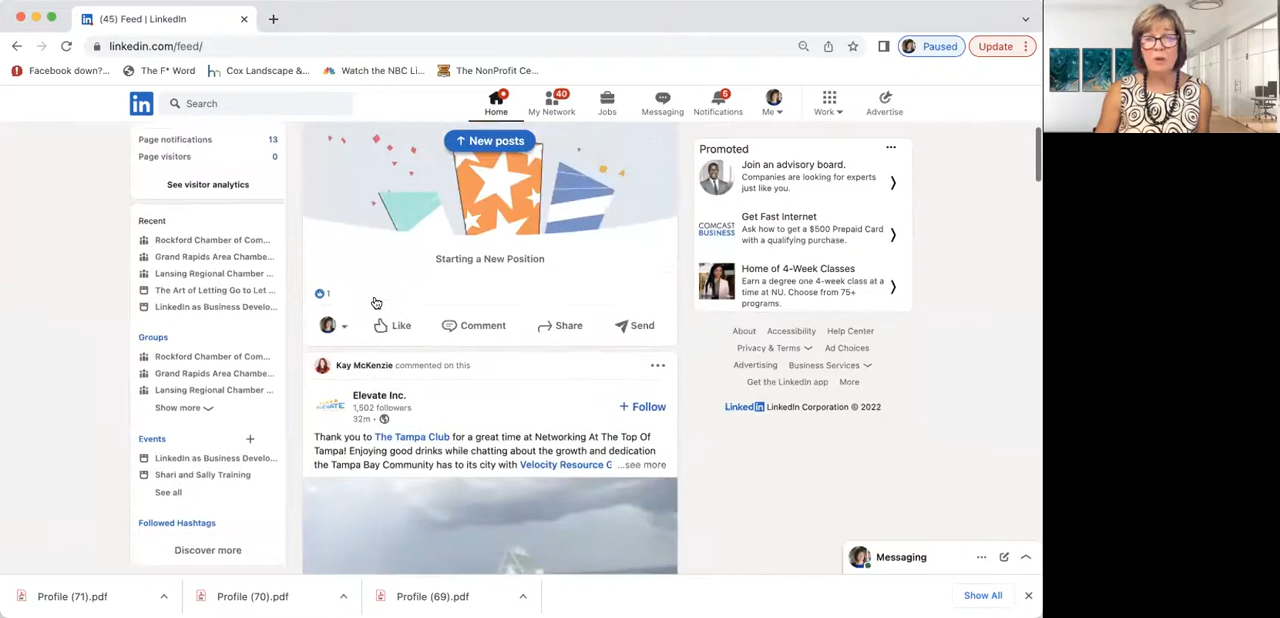 (45) Feed | LinkedIn
linkedin.com/feed/
Paused
Update
Facebook down?...
The F* Word
Cox Landscape &...
Watch the NBC Li...
The NonProfit Ce...
in
Search
Home
40
My Network
Jobs
Messaging
6
Notifications
Me
Work
Advertise
Page notifications 13
Page visitors 0
See visitor analytics
Recent
Rockford Chamber of Com...
Grand Rapids Area Chambe...
Lansing Regional Chamber ...
The Art of Letting Go to Let ...
LinkedIn as Business Develo...
Groups
Rockford Chamber of Com...
Grand Rapids Area Chambe...
Lansing Regional Chamber ...
Show more
Events +
LinkedIn as Business Develo...
Shari and Sally Training
See all
Followed Hashtags
Discover more
↑ New posts
Starting a New Position
1
Like
Comment
Share
Send
Kay McKenzie commented on this
ELEVATE
Elevate Inc.
1,502 followers
32m •
+ Follow
Thank you to The Tampa Club for a great time at Networking At The Top Of
Tampa! Enjoying good drinks while chatting about the growth and dedication
the Tampa Bay Community has to its city with Velocity Resource G ...see more
Promoted
Join an advisory board.
Companies are looking for experts
just like you.
COMCAST
BUSINESS
Get Fast Internet
Ask how to get a $500 Prepaid Card
with a qualifying purchase.
Home of 4-Week Classes
Earn a degree one 4-week class at a
time at NU. Choose from 75+
programs.
About Accessibility Help Center
Privacy & Terms Ad Choices
Advertising Business Services
Get the LinkedIn app More
LinkedIn LinkedIn Corporation © 2022
Messaging
Profile (71).pdf
Profile (70).pdf
Profile (69).pdf
Show All